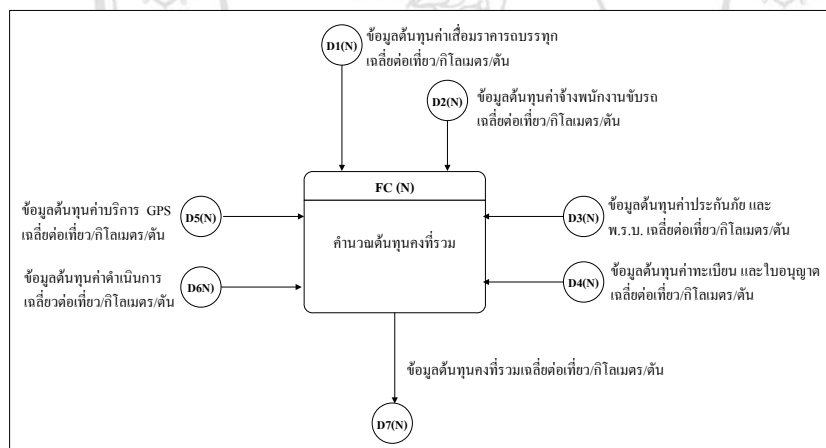 D1(N)
ข้อมูลต้นทุนค่าเสื่อมราคารถบรรทุก
เฉลี่ยต่อเที่ยว/กิโลเมตร/ตัน
D2(N)
ข้อมูลต้นทุนค่าจ้างพนักงานขับรถ
เฉลี่ยต่อเที่ยว/กิโลเมตร/ตัน
FC (N)
คำนวณต้นทุนคงที่รวม
ข้อมูลต้นทุนค่าบริการ GPS
เฉลี่ยต่อเที่ยว/กิโลเมตร/ตัน
D5(N)
D3(N)
ข้อมูลต้นทุนค่าประกันภัย และ
พ.ร.บ. เฉลี่ยต่อเที่ยว/กิโลเมตร/ตัน
ข้อมูลต้นทุนค่าดำเนินการ
เฉลี่ยวต่อเที่ยว/กิโลเมตร/ตัน
D6N)
D4(N)
ข้อมูลต้นทุนค่าทะเบียน และใบอนุญาต
เฉลี่ยต่อเที่ยว/กิโลเมตร/ตัน
ข้อมูลต้นทุนคงที่รวมเฉลี่ยต่อเที่ยว/กิโลเมตร/ตัน
D7(N)